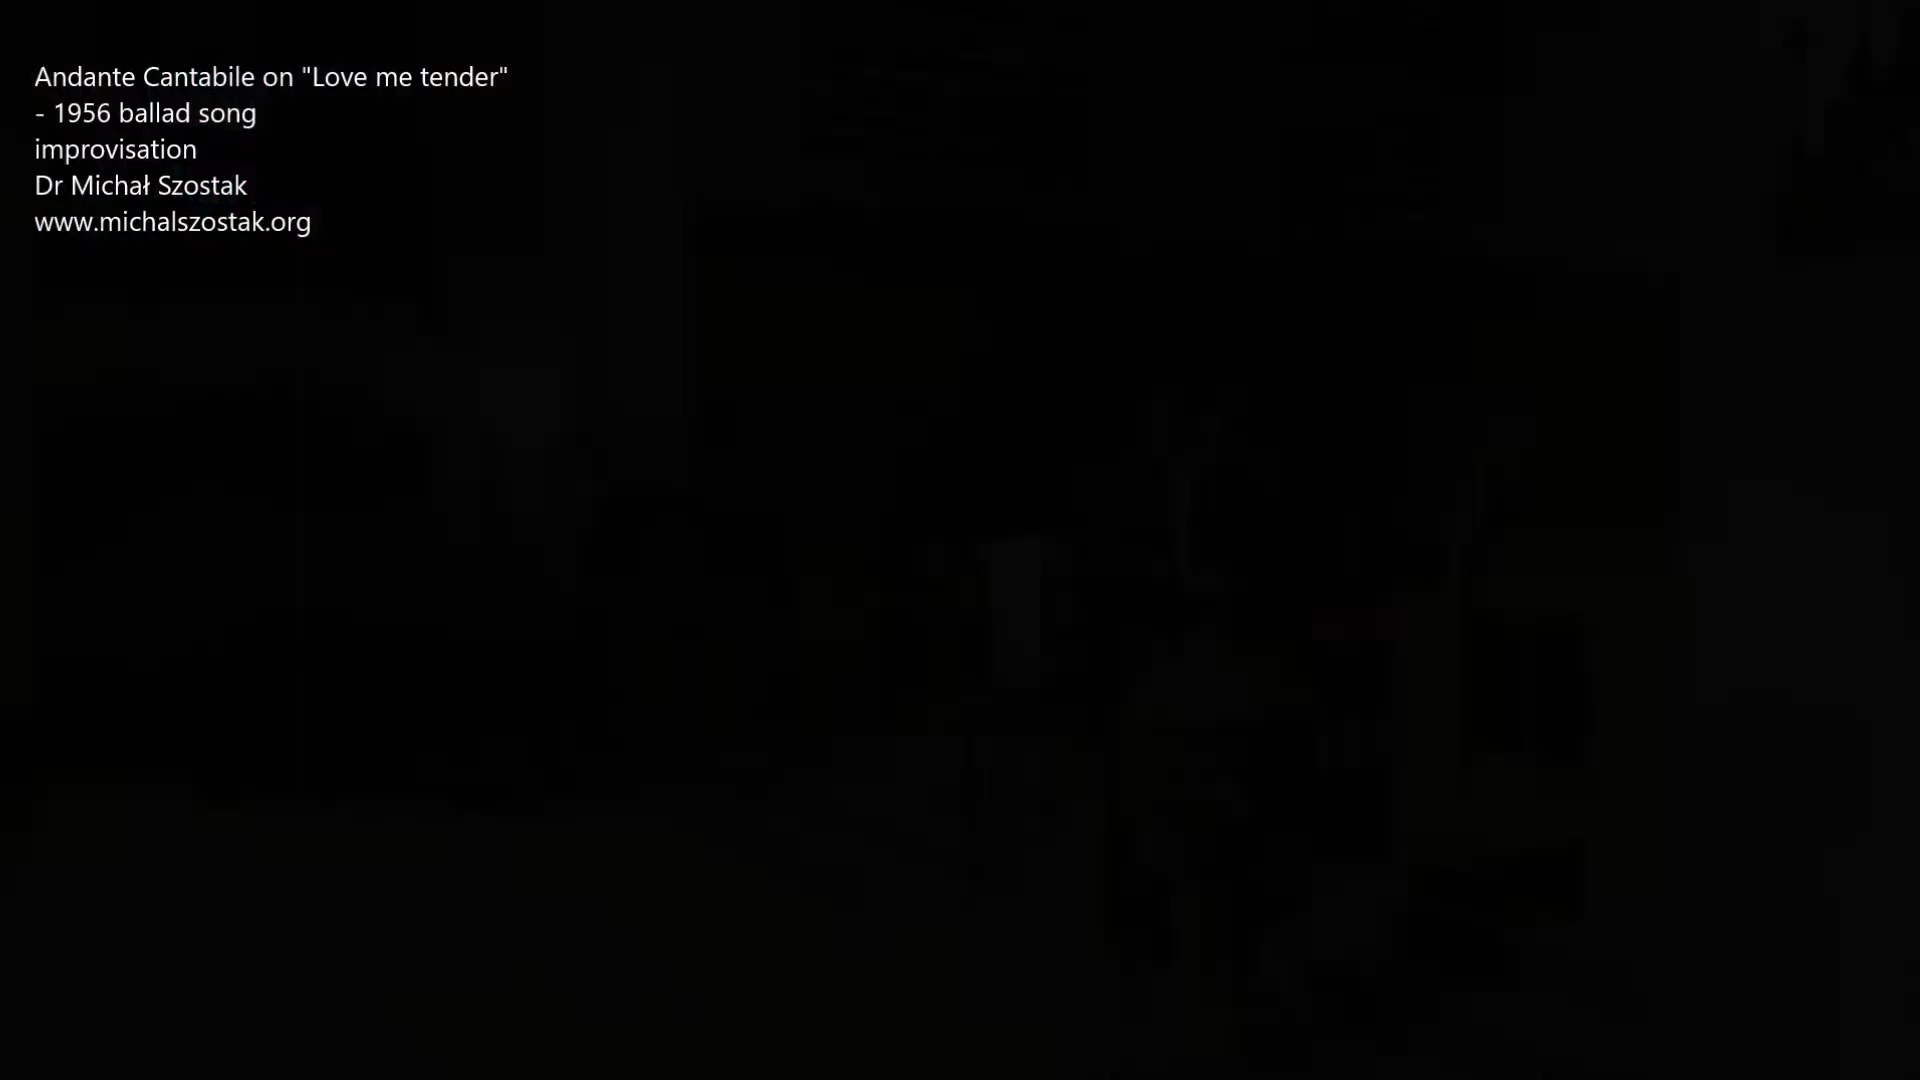 Andante Cantabile on "Love me tender"
- 1956 ballad song
improvisation
Dr Michał Szostak
www.michalszostak.org